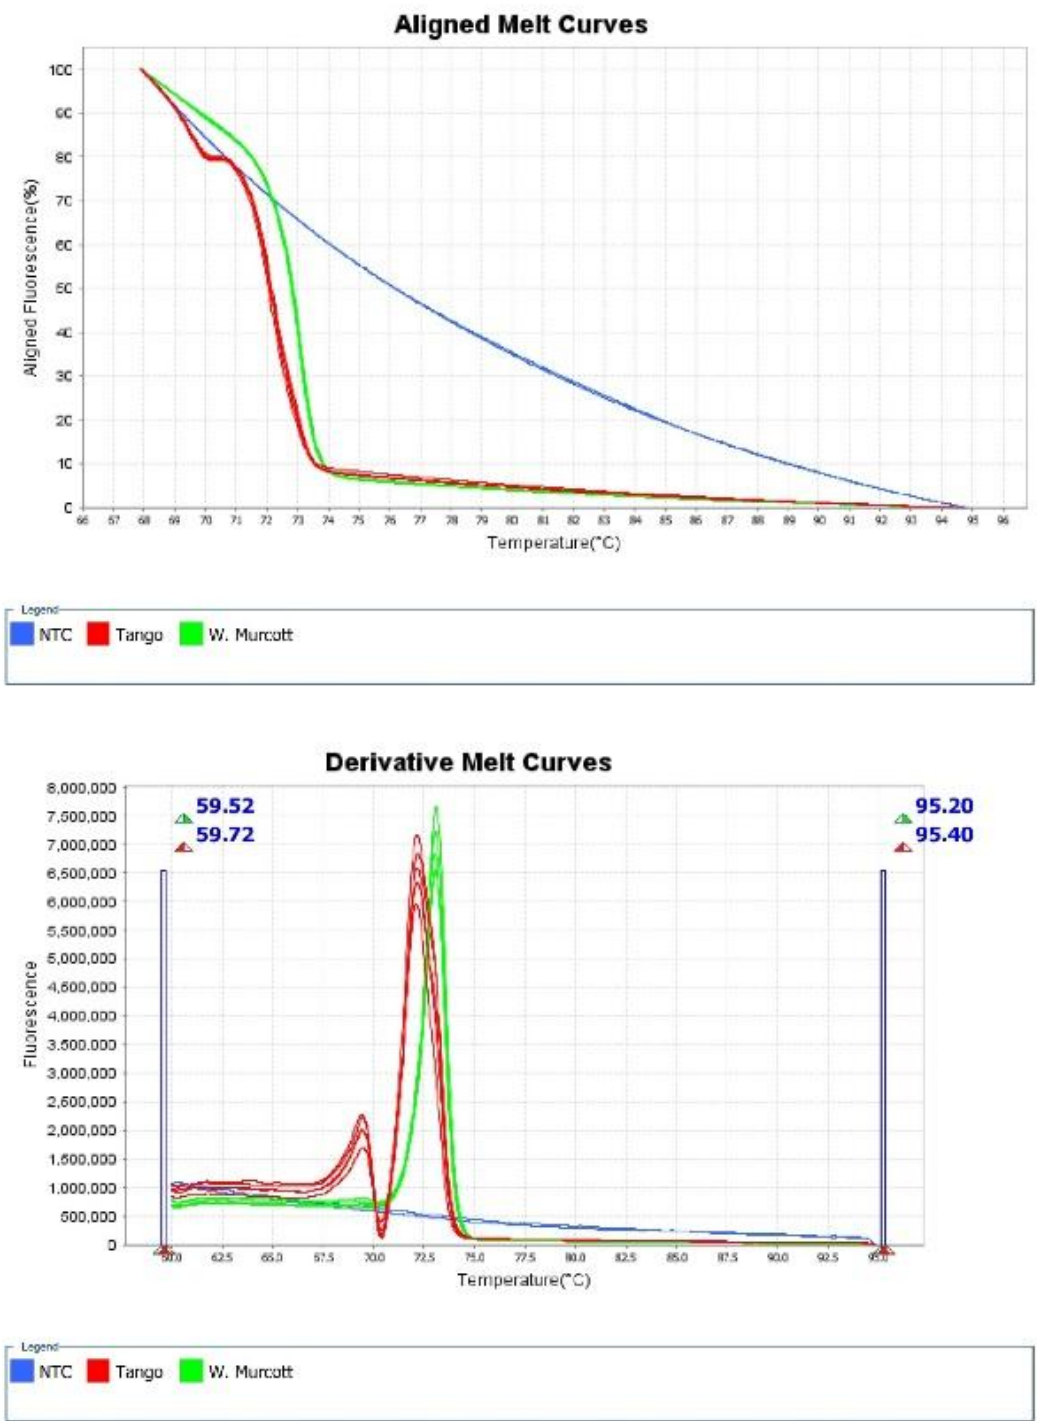 Aligned Melt Curves
100
90
80
70
60
50
40
30
20
10
0
Aligned Fluorescence(%)
66 67 68 69 70 71 72 73 74 75 76 77 78 79 80 81 82 83 84 85 86 87 88 89 90 91 92 93 94 95 96
Temperature(°C)
Legend
NTC Tango W. Murcott
Derivative Melt Curves
8,000,000
7,500,000
7,000,000
6,500,000
6,000,000
5,500,000
5,000,000
4,500,000
4,000,000
3,500,000
3,000,000
2,500,000
2,000,000
1,500,000
1,000,000
500,000
0
Fluorescence
59.52
59.72
95.20
95.40
62.5 65.0 67.5 70.0 72.5 75.0 77.5 80.0 82.5 85.0 87.5 90.0 92.5 95.0
Temperature(°C)
Legend
NTC Tango W. Murcott